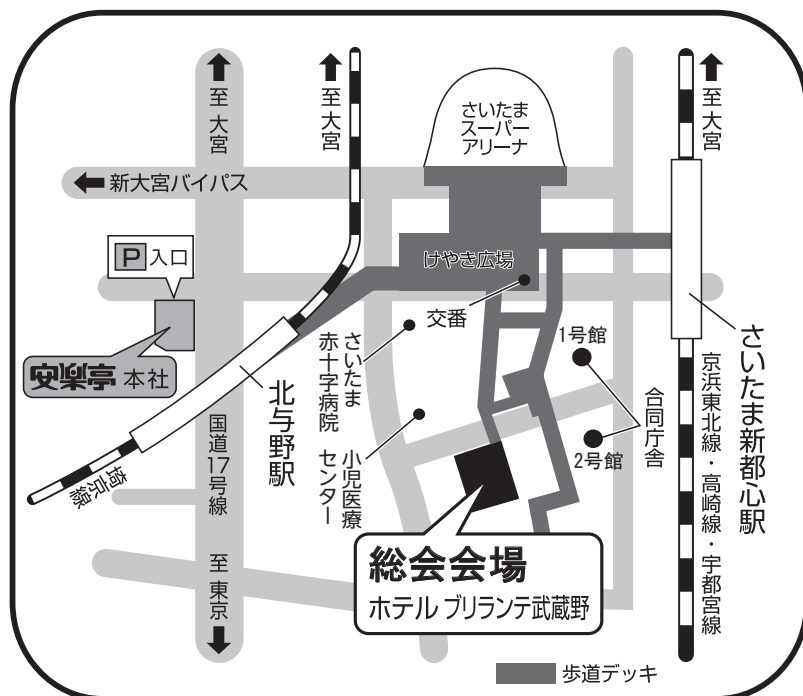 至 大宮
至 大宮
至 大宮
さいたま
スーパー
アリーナ
新大宮バイパス
P 入口
けやき広場
交番
1号館
安楽亭 本社
さいたま
赤十字病院
北与野駅
合同庁舎
さいたま新都心駅
京浜東北線・高崎線・宇都宮線
国道17号線
小児医療
センター
2号館
埼京線
総会会場
ホテル ブリランテ武蔵野
至 東京
歩道デッキ